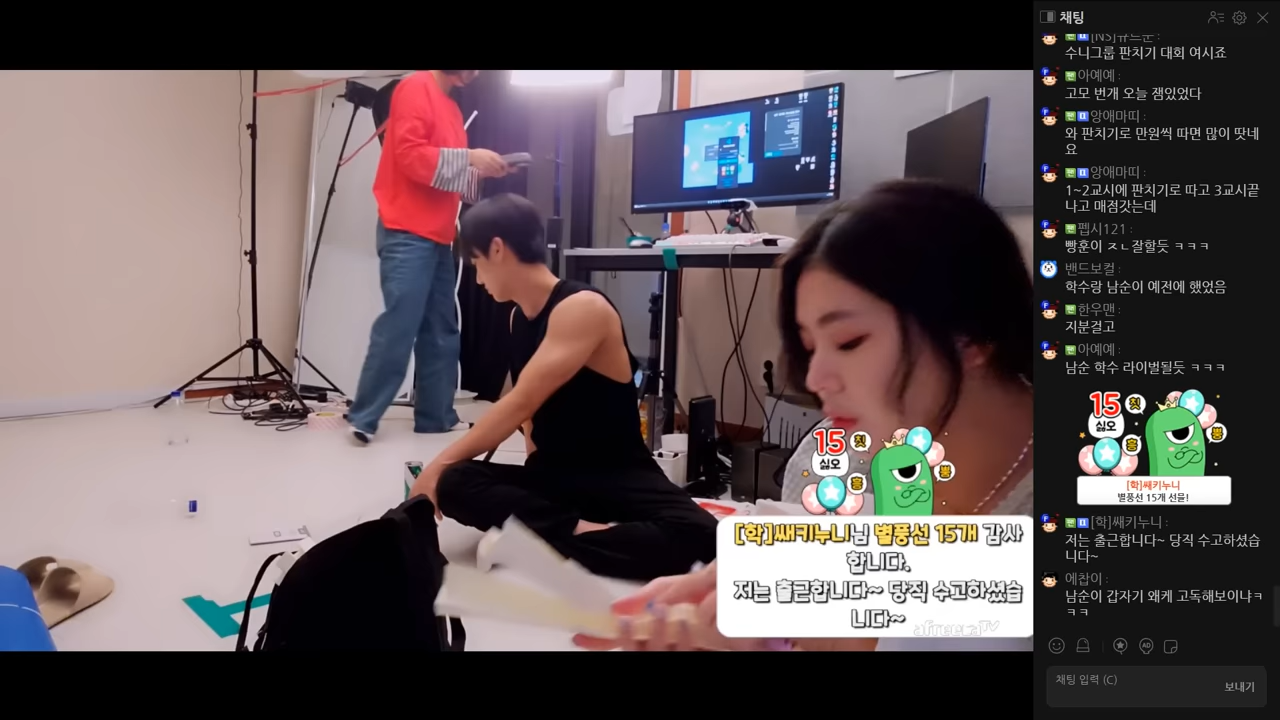 15
칫
싫오
흥
뿡
[학]쌔키누니님 별풍선 15개 감사
합니다.
저는 출근합니다~ 당직 수고하셨습
니다~
afreecaTV
채팅
수니그룹 판치기 대회 여시죠
아예예 :
고모 번개 오늘 잼있었다
앙애마띠 :
와 판치기로 만원씩 따면 많이 땃네
요
앙애마띠 :
1~2교시에 판치기로 따고 3교시끝
나고 매점갓는데
펩시121 :
빵훈이 ㅈㄴ잘할듯 ㅋㅋㅋ
밴드보컬 :
학수랑 남순이 예전에 했었음
한우맨 :
지분걸고
아예예 :
남순 학수 라이벌될듯 ㅋㅋㅋ
15
칫
싫오
흥
뿡
[학]쌔키누니
별풍선 15개 선물!
[학]쌔키누니 :
저는 출근합니다~ 당직 수고하셨습
니다~
에찹이 :
남순이 갑자기 왜케 고독해보이냐ㅋ
ㅋㅋ
AD
채팅 입력 (C)
보내기